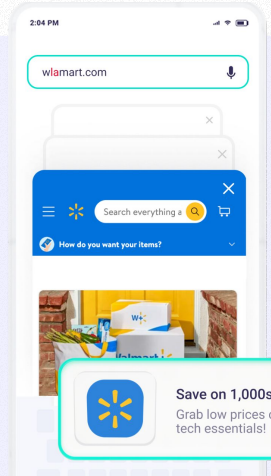 2:04 PM
wlamart.com
Search everything a
How do you want your items?
W+
Walmart
Save on 1,000s
Grab low prices o
tech essentials!